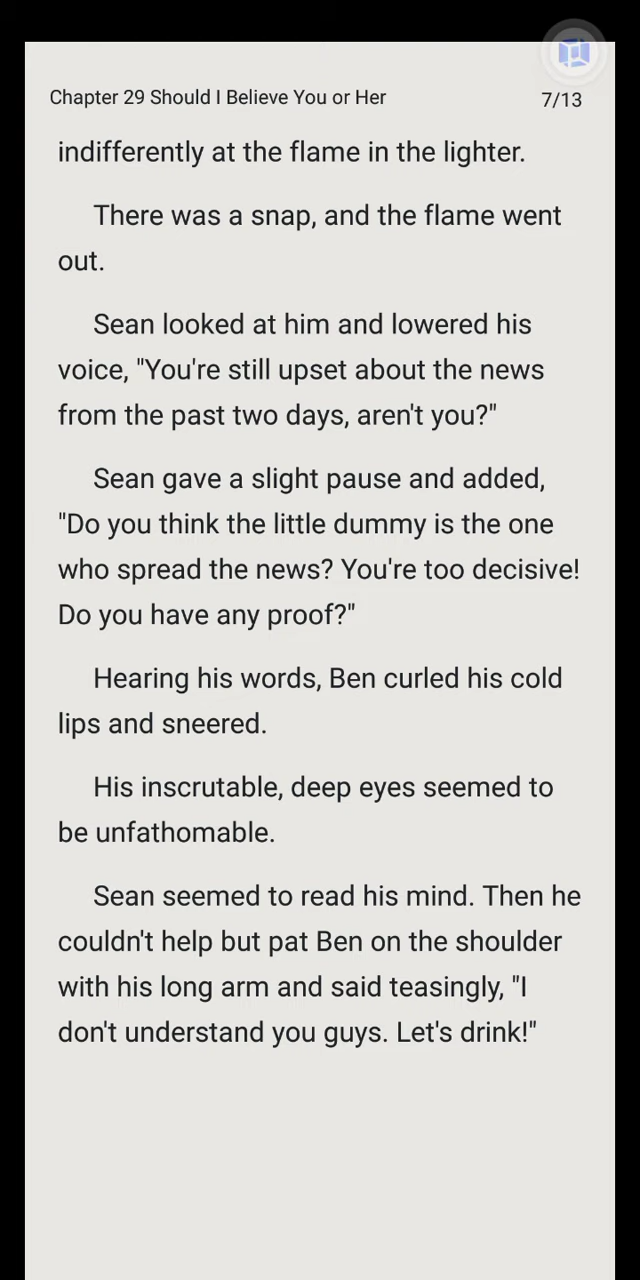 Chapter 29 Should I Believe You or Her
7/13
indifferently at the flame in the lighter.
There was a snap, and the flame went
out.
Sean looked at him and lowered his
voice, "You're still upset about the news
from the past two days, aren't you?"
Sean gave a slight pause and added,
"Do you think the little dummy is the one
who spread the news? You're too decisive!
Do you have any proof?"
Hearing his words, Ben curled his cold
lips and sneered.
His inscrutable, deep eyes seemed to
be unfathomable.
Sean seemed to read his mind. Then he
couldn't help but pat Ben on the shoulder
with his long arm and said teasingly, "I
don't understand you guys. Let's drink!"